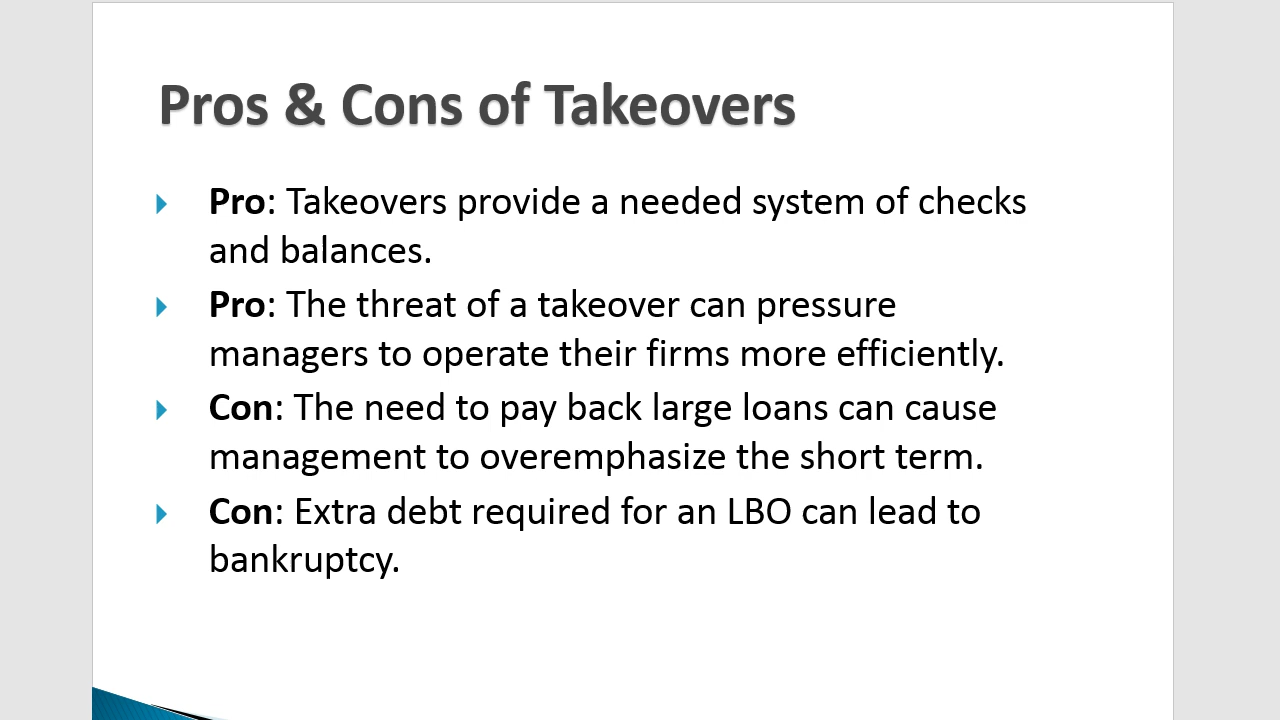 Pros & Cons of Takeovers
Pro: Takeovers provide a needed system of checks
and balances.
Pro: The threat of a takeover can pressure
managers to operate their firms more efficiently.
Con: The need to pay back large loans can cause
management to overemphasize the short term.
Con: Extra debt required for an LBO can lead to
bankruptcy.